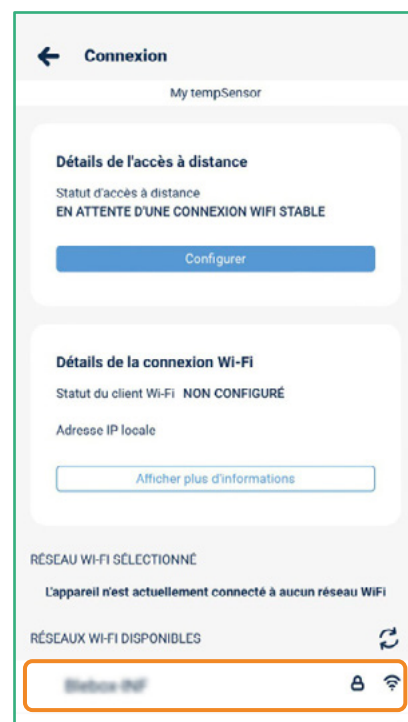 Connexion
My tempSensor
Détails de l'accès à distance
Statut d'accès à distance
EN ATTENTE D'UNE CONNEXION WIFI STABLE
Configurer
Détails de la connexion Wi-Fi
Statut du client Wi-Fi NON CONFIGURÉ
Adresse IP locale
Afficher plus d'informations
RÉSEAU WI-FI SÉLECTIONNÉ
L'appareil n'est actuellement connecté à aucun réseau WiFi
RÉSEAUX WI-FI DISPONIBLES